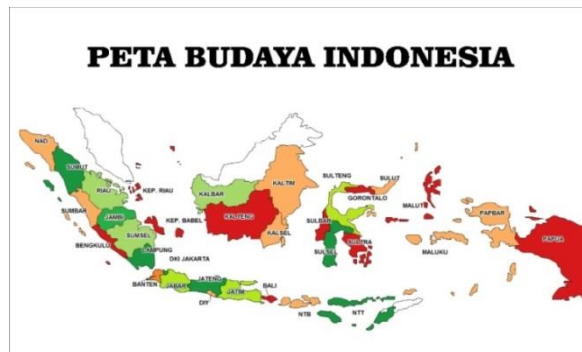 PETA BUDAYA INDONESIA
NAD
SUMUT
RIAU
KEP. RIAU
SUMBAR
JAMBI
SUMSEL
KEP. BABEL
BENGKULU
LAMPUNG
DKI JAKARTA
BANTEN
JABAR
JATENG
DIY
JATIM
BALI
NTB
NTT
KALBAR
KALTENG
KALTIM
KALSEL
SULTENG
SULUT
GORONTALO
SULBAR
SULTRA
SULSEL
MALUT
MALUKU
PAPBAR
PAPUA